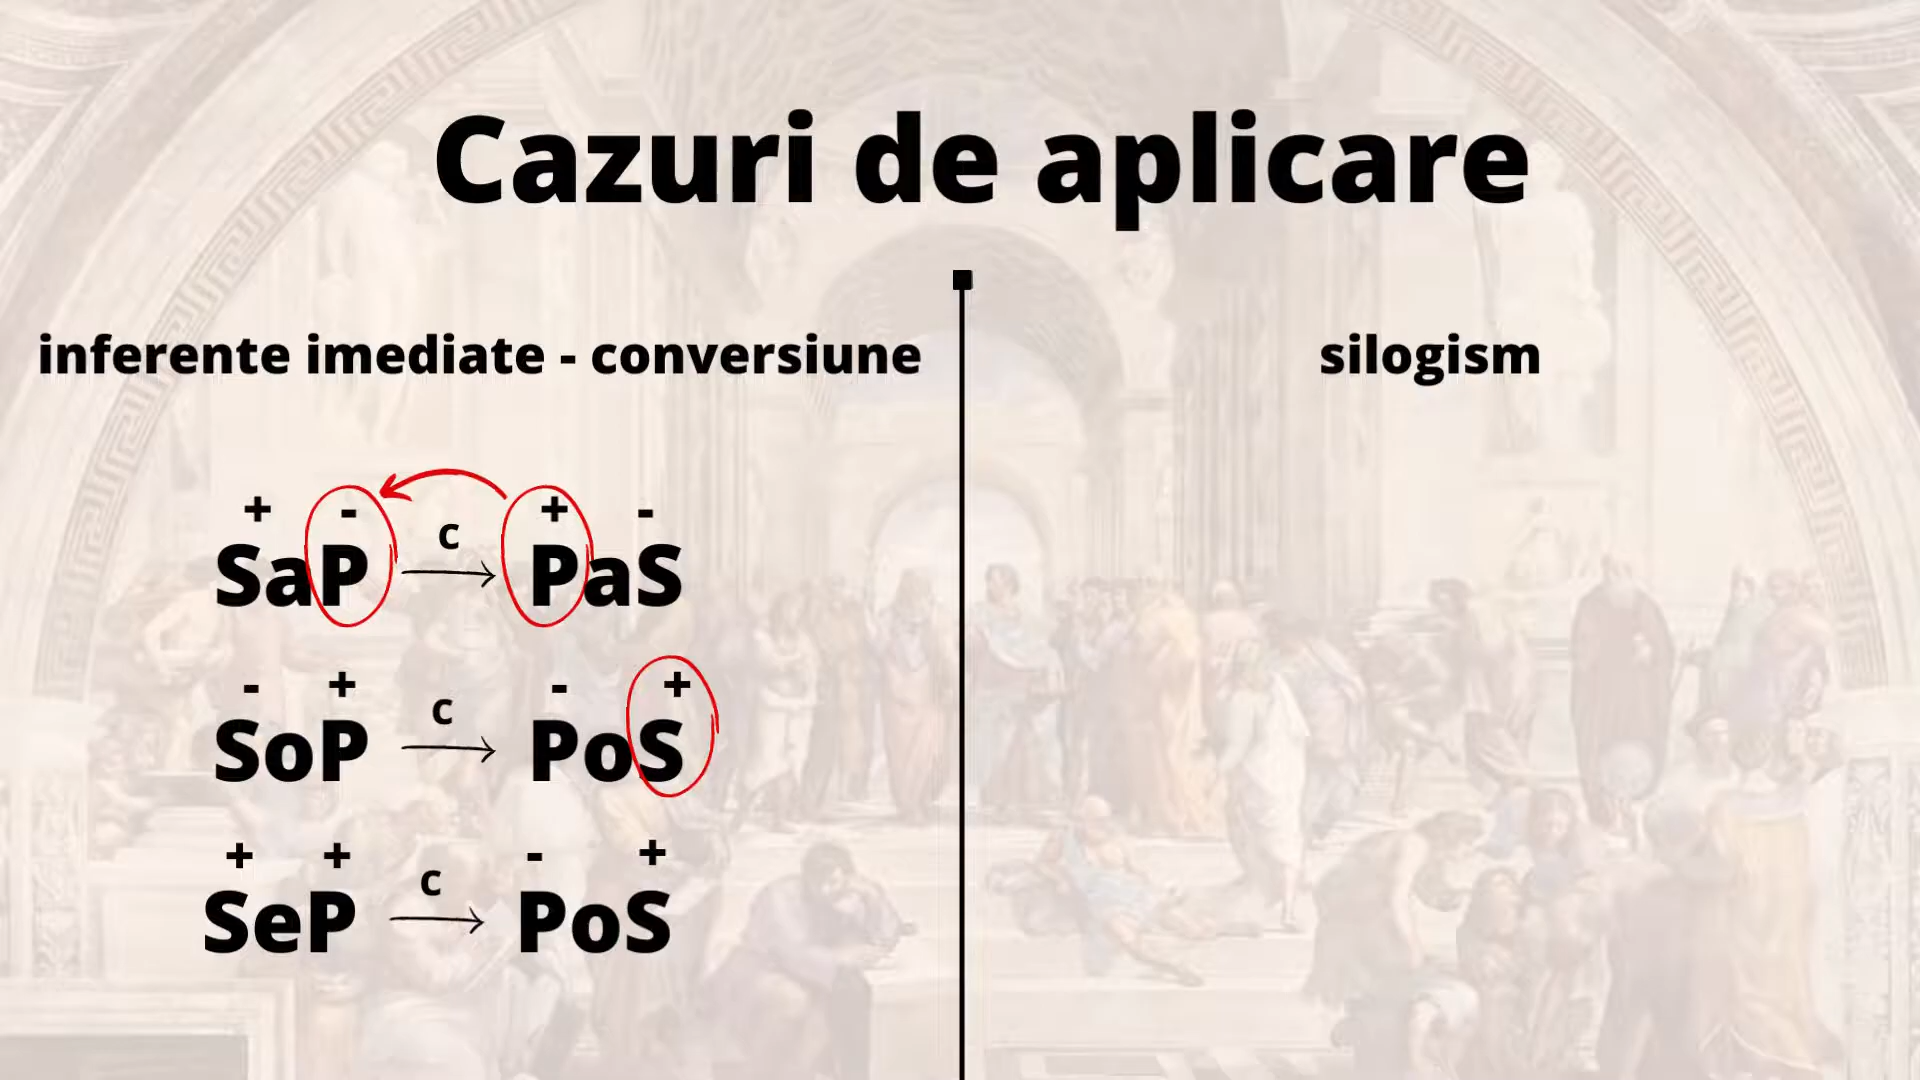 Cazuri de aplicare
inferente imediate - conversiune
+ - c + -
SaP → PaS
- + c - +
SoP → PoS
+ + c - +
SeP → PoS
silogism